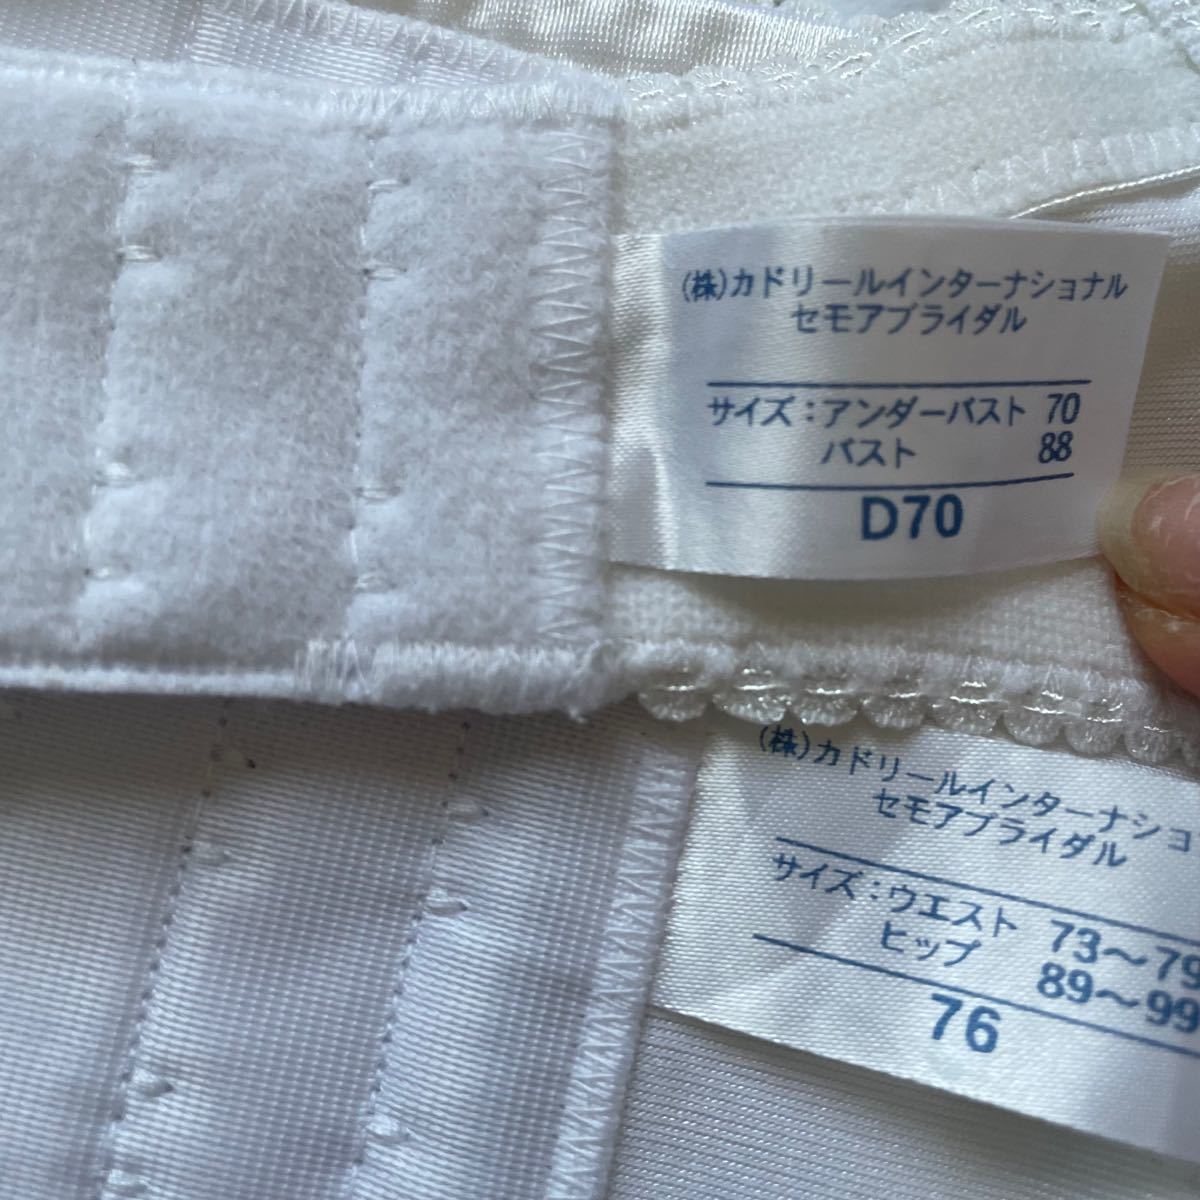 (株)カドリールインターナショナル
セモアブライダル
サイズ:アンダーバスト 70
バスト 88
D70
(株)カドリールインターナショ
セモアブライダル
サイズ:ウエスト 73〜79
ヒップ 89〜99
76